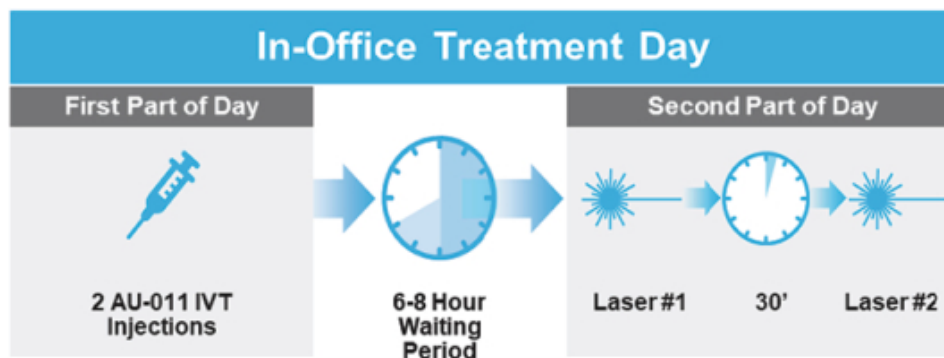 In-Office Treatment Day
First Part of Day
Second Part of Day
2 AU-011 IVT
Injections
6-8 Hour
Waiting
Period
Laser #1
30’
Laser #2